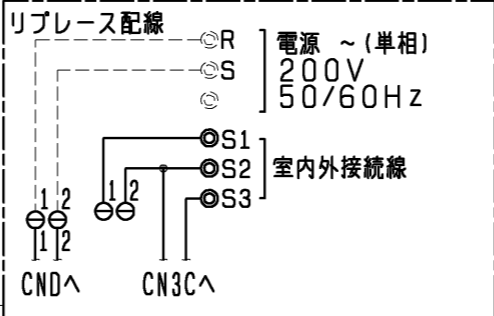 リプレース配線
R
電源 ~(単相)
S
200V
50/60Hz
S1
S2
室内外接続線
S3
1 2
1 2
1 2
CNDへ
CN3Cへ